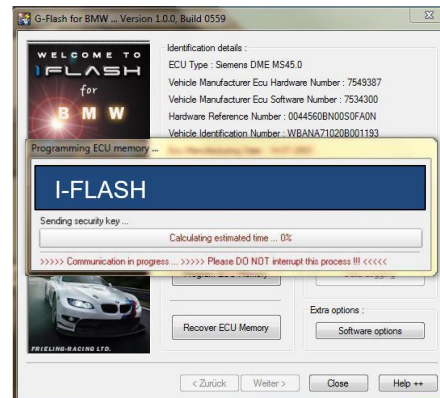 G-Flash for BMW ... Version 1.0.0, Build 0559
WELCOME TO
IFLASH
for
BMW
Identification details :
ECU Type : Siemens DME MS45.0
Vehicle Manufacturer Ecu Hardware Number : 7549387
Vehicle Manufacturer Ecu Software Number : 7534300
Hardware Reference Number : 0044560BN00S0FA0N
Vehicle Identification Number : WBANA71020B001193
Programming ECU memory ...
I-FLASH
Sending security key ...
Calculating estimated time ... 0%
>>>>> Communication in progress ... >>>>> Please DO NOT interrupt this process !!! <<<<<
Recover ECU Memory
Extra options :
Software options
FRIELING-RACING LTD.
< Zurück
Weiter >
Close
Help ++